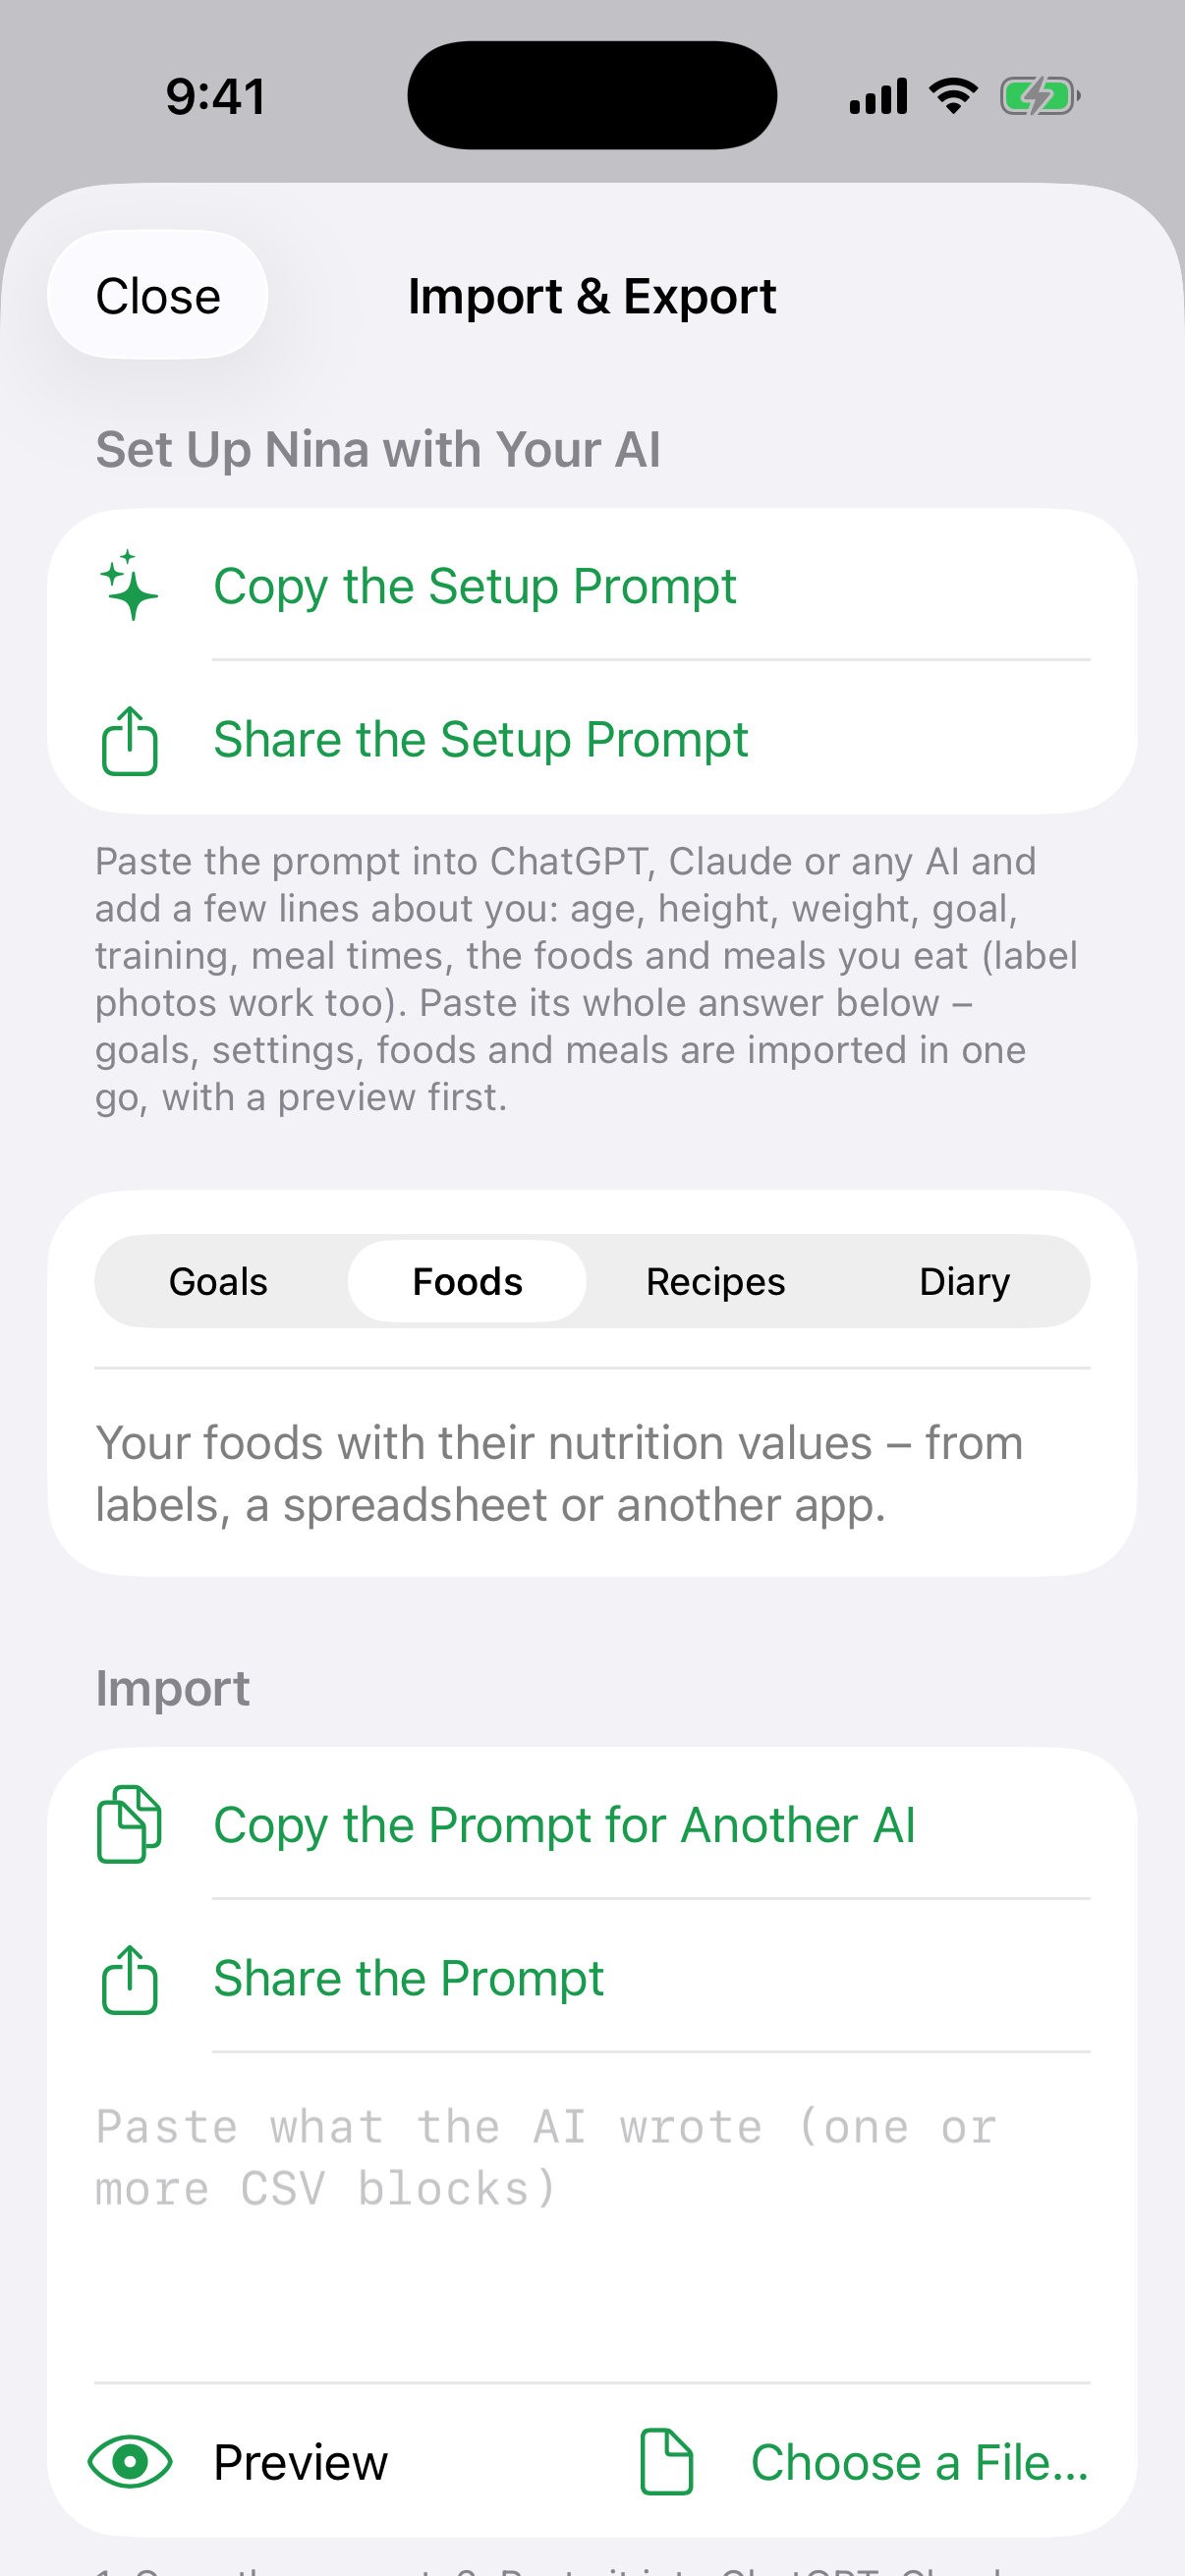 9:41
Close
Import & Export
Set Up Nina with Your AI
Copy the Setup Prompt
Share the Setup Prompt
Paste the prompt into ChatGPT, Claude or any AI and
add a few lines about you: age, height, weight, goal,
training, meal times, the foods and meals you eat (label
photos work too). Paste its whole answer below –
goals, settings, foods and meals are imported in one
go, with a preview first.
Goals
Foods
Recipes
Diary
Your foods with their nutrition values – from
labels, a spreadsheet or another app.
Import
Copy the Prompt for Another AI
Share the Prompt
Paste what the AI wrote (one or
more CSV blocks)
Preview
Choose a File...